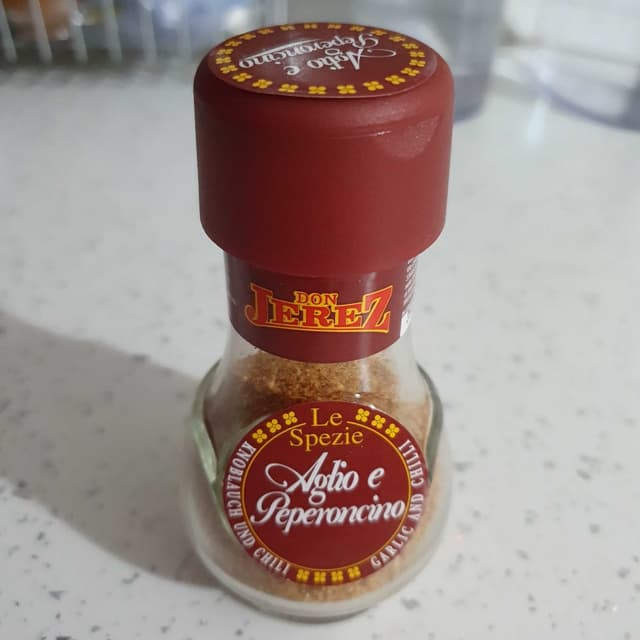 Aglio e
Peperoncino
DON
JEREZ
Le
Spezie
Aglio e
Peperoncino
KNOBLAUCH UND CHILI
GARLIC AND CHILLI